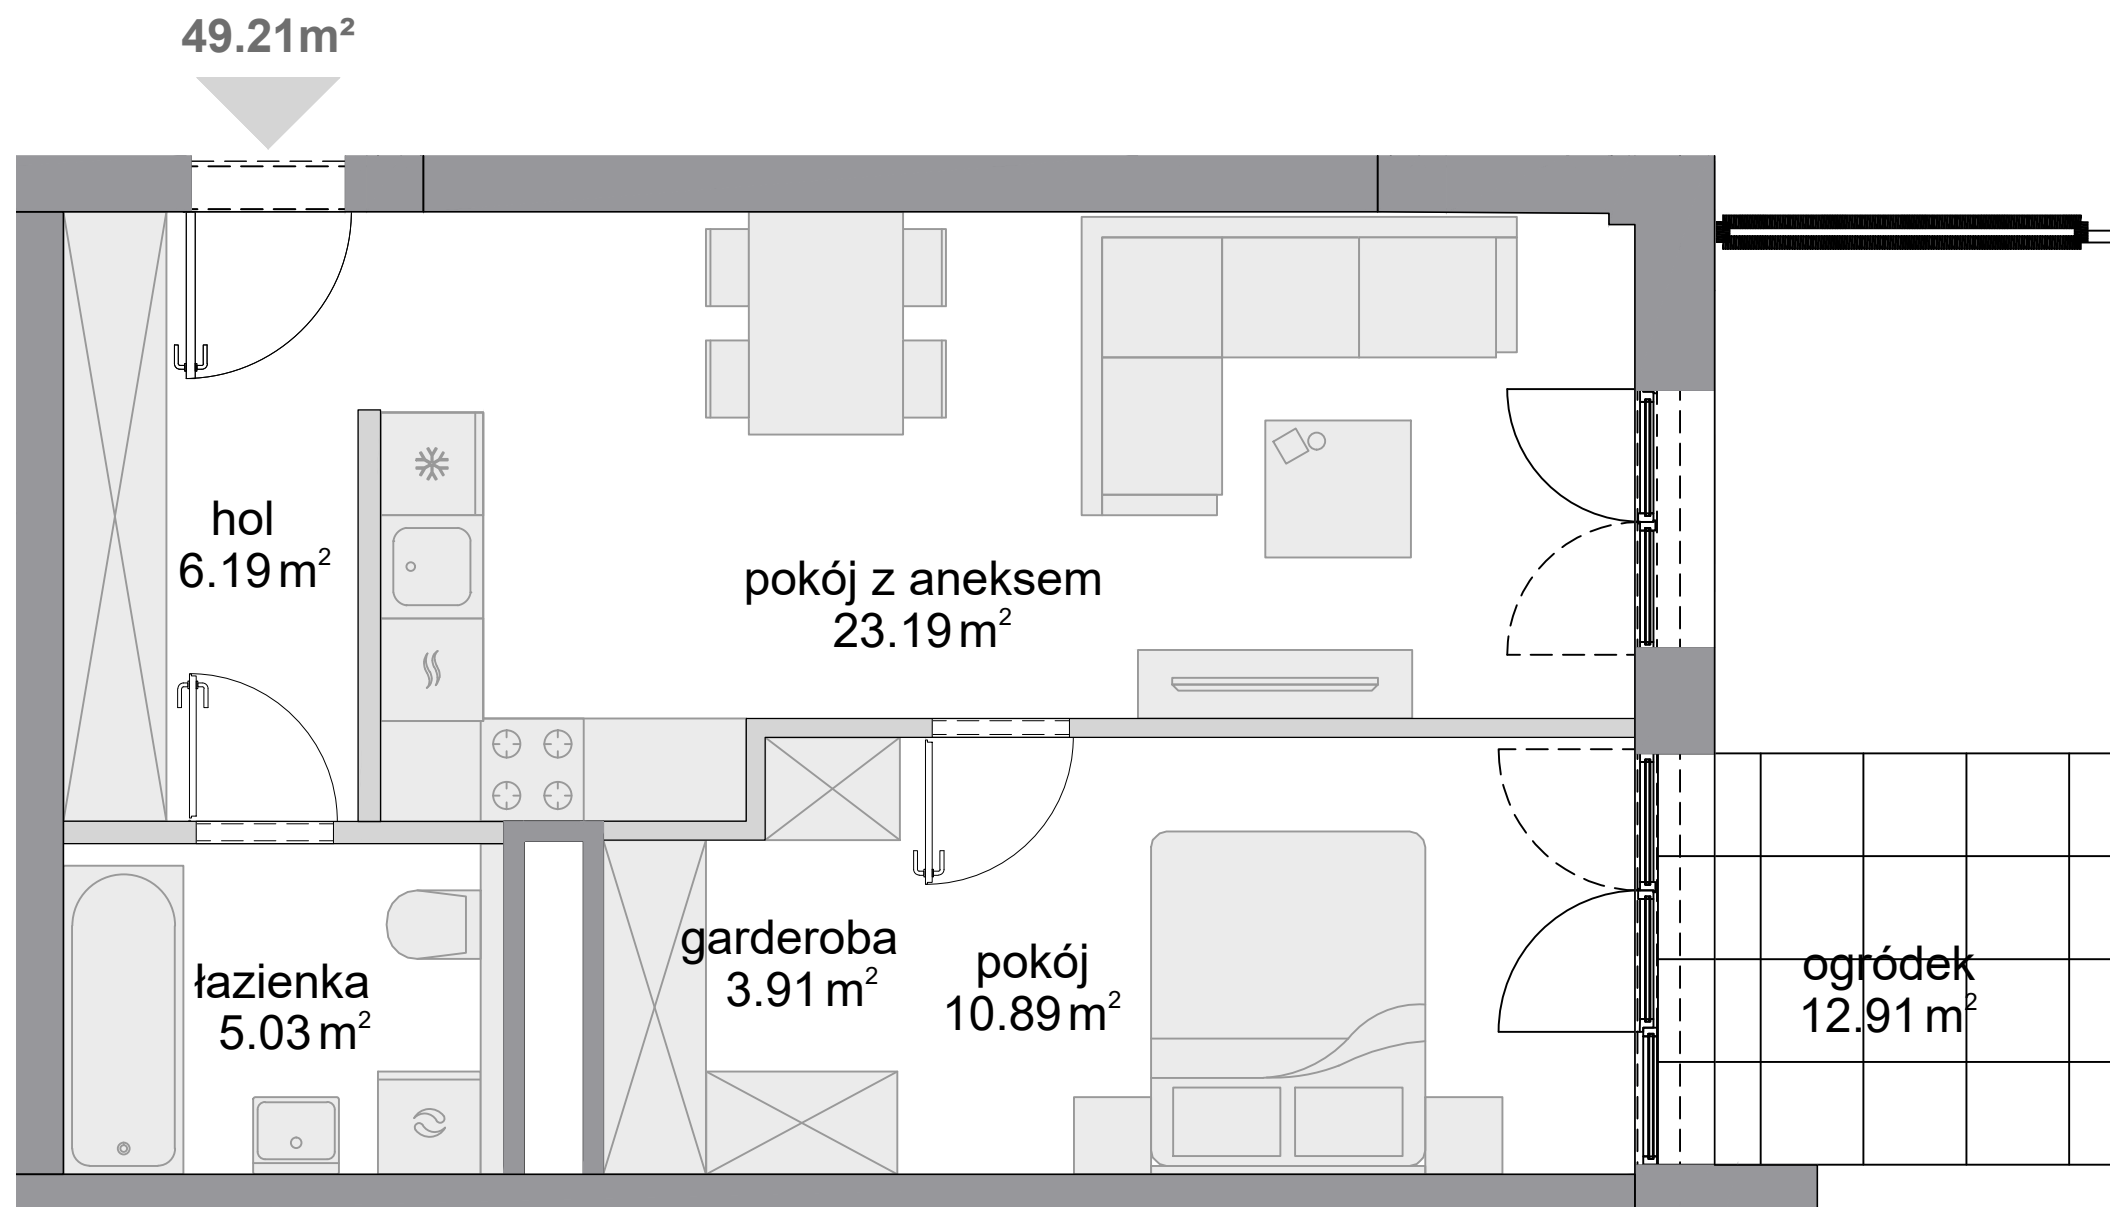 49.21m²
hol
6.19 m²
pokój z aneksem
23.19 m²
łazienka
5.03 m²
garderoba
3.91 m²
pokój
10.89 m²
ogródek
12.91 m²